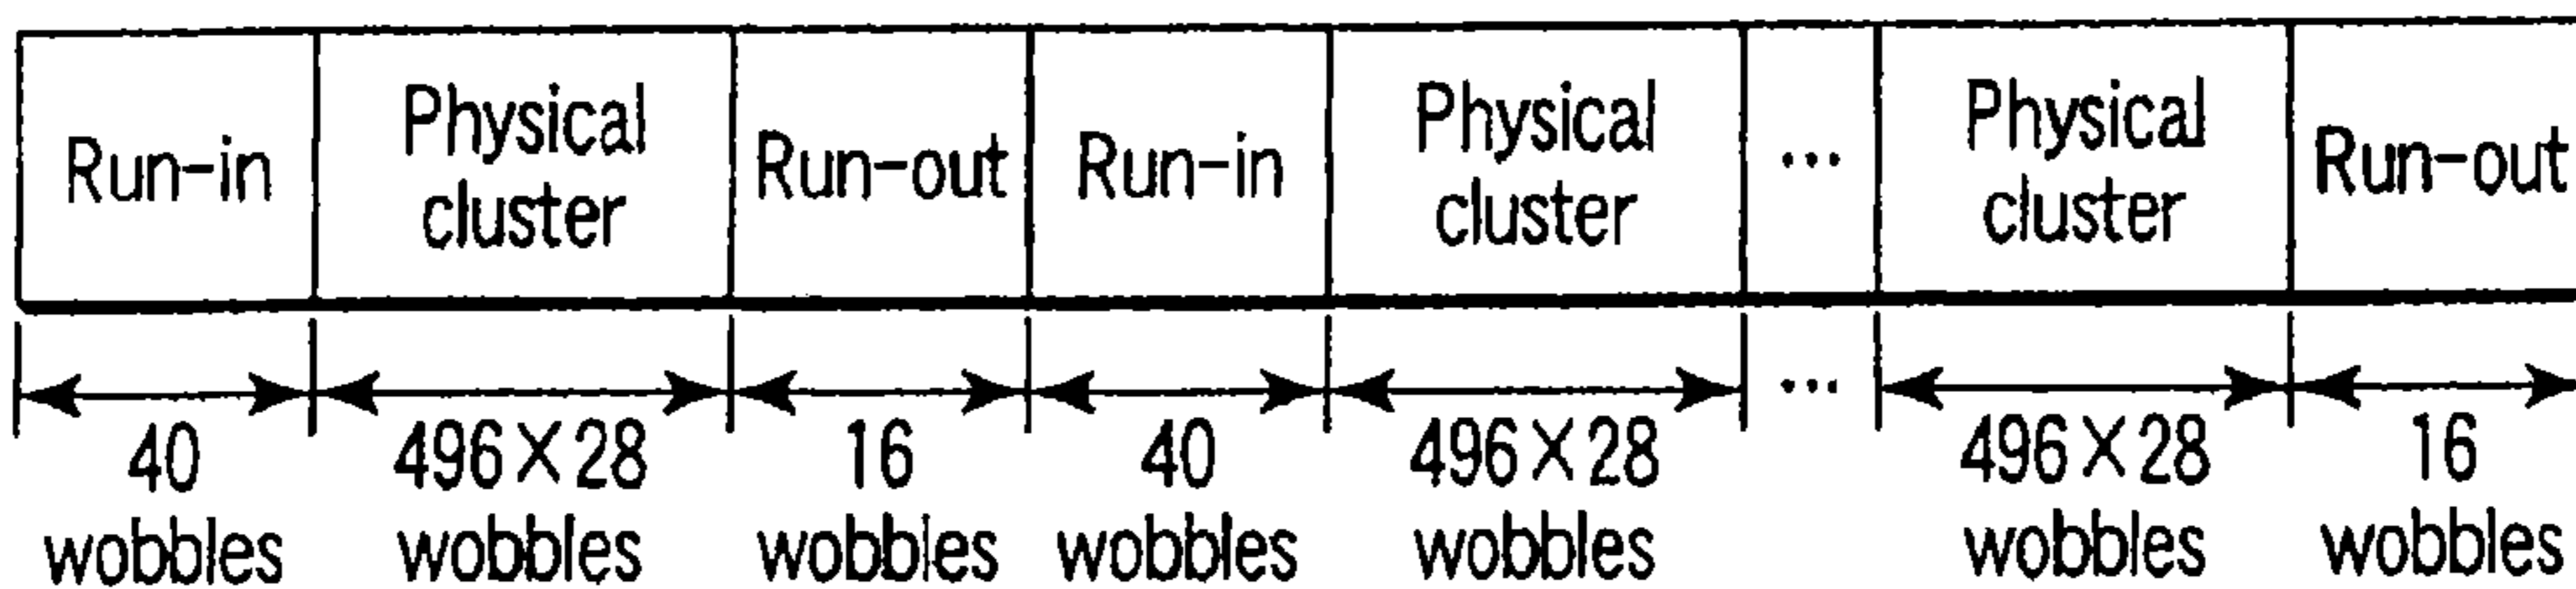 Run-in
Physical
cluster
Run-out
Run-in
Physical
cluster
...
Physical
cluster
Run-out
40
wobbles
496×28
wobbles
16
wobbles
40
wobbles
496×28
wobbles
...
496×28
wobbles
16
wobbles